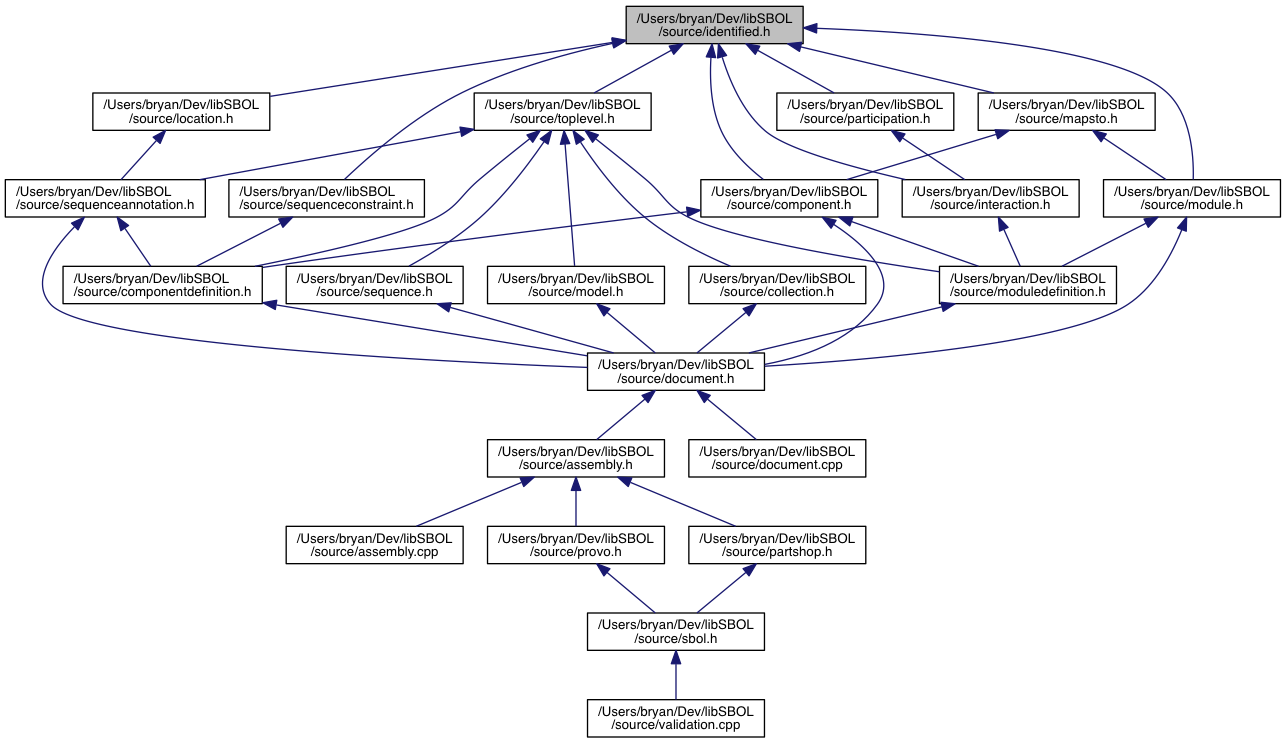 /Users/bryan/Dev/libSBOL
/source/identified.h
/Users/bryan/Dev/libSBOL
/source/location.h
/Users/bryan/Dev/libSBOL
/source/toplevel.h
/Users/bryan/Dev/libSBOL
/source/participation.h
/Users/bryan/Dev/libSBOL
/source/mapsto.h
/Users/bryan/Dev/libSBOL
/source/sequenceannotation.h
/Users/bryan/Dev/libSBOL
/source/sequenceconstraint.h
/Users/bryan/Dev/libSBOL
/source/component.h
/Users/bryan/Dev/libSBOL
/source/interaction.h
/Users/bryan/Dev/libSBOL
/source/module.h
/Users/bryan/Dev/libSBOL
/source/componentdefinition.h
/Users/bryan/Dev/libSBOL
/source/sequence.h
/Users/bryan/Dev/libSBOL
/source/model.h
/Users/bryan/Dev/libSBOL
/source/collection.h
/Users/bryan/Dev/libSBOL
/source/moduledefinition.h
/Users/bryan/Dev/libSBOL
/source/document.h
/Users/bryan/Dev/libSBOL
/source/assembly.h
/Users/bryan/Dev/libSBOL
/source/document.cpp
/Users/bryan/Dev/libSBOL
/source/assembly.cpp
/Users/bryan/Dev/libSBOL
/source/provo.h
/Users/bryan/Dev/libSBOL
/source/partshop.h
/Users/bryan/Dev/libSBOL
/source/sbol.h
/Users/bryan/Dev/libSBOL
/source/validation.cpp